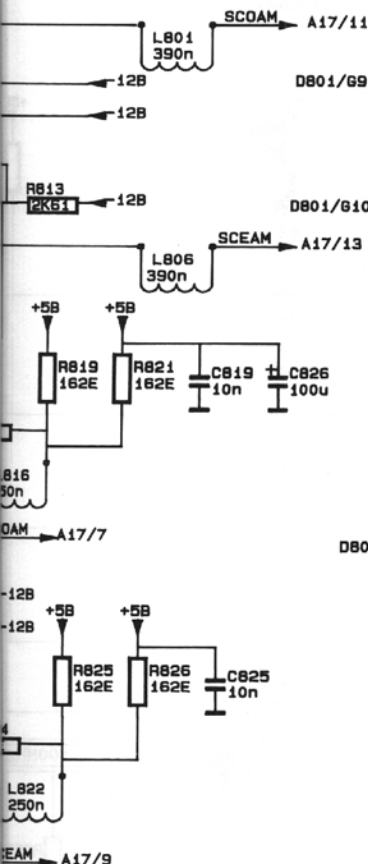 L801
390n
SCOAM
A17/11
12B
D801/G9
12B
R813
2K61
12B
D801/G10
SCEAM
A17/13
L806
390n
+5B
+5B
R819
162E
R821
162E
C819
10n
+
C826
100u
L816
50n
OAM
A17/7
D80
-12B
-12B
+5B
+5B
R825
162E
R826
162E
C825
10n
4
L822
250n
EAM
A17/9